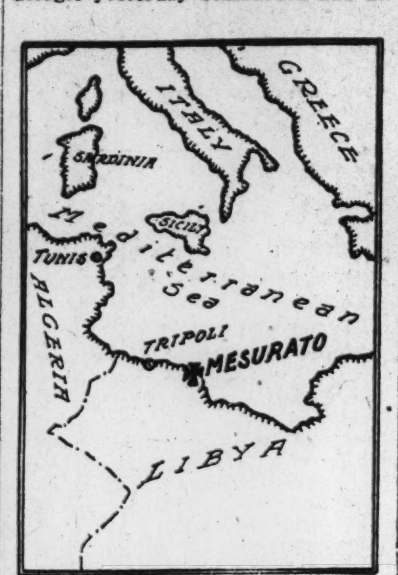 ITALY
GREECE
SARDINIA
SICILY
Mediterranean
Sea
TUNIS
ALGERIA
TRIPOLI
MESURATO
LIBYA